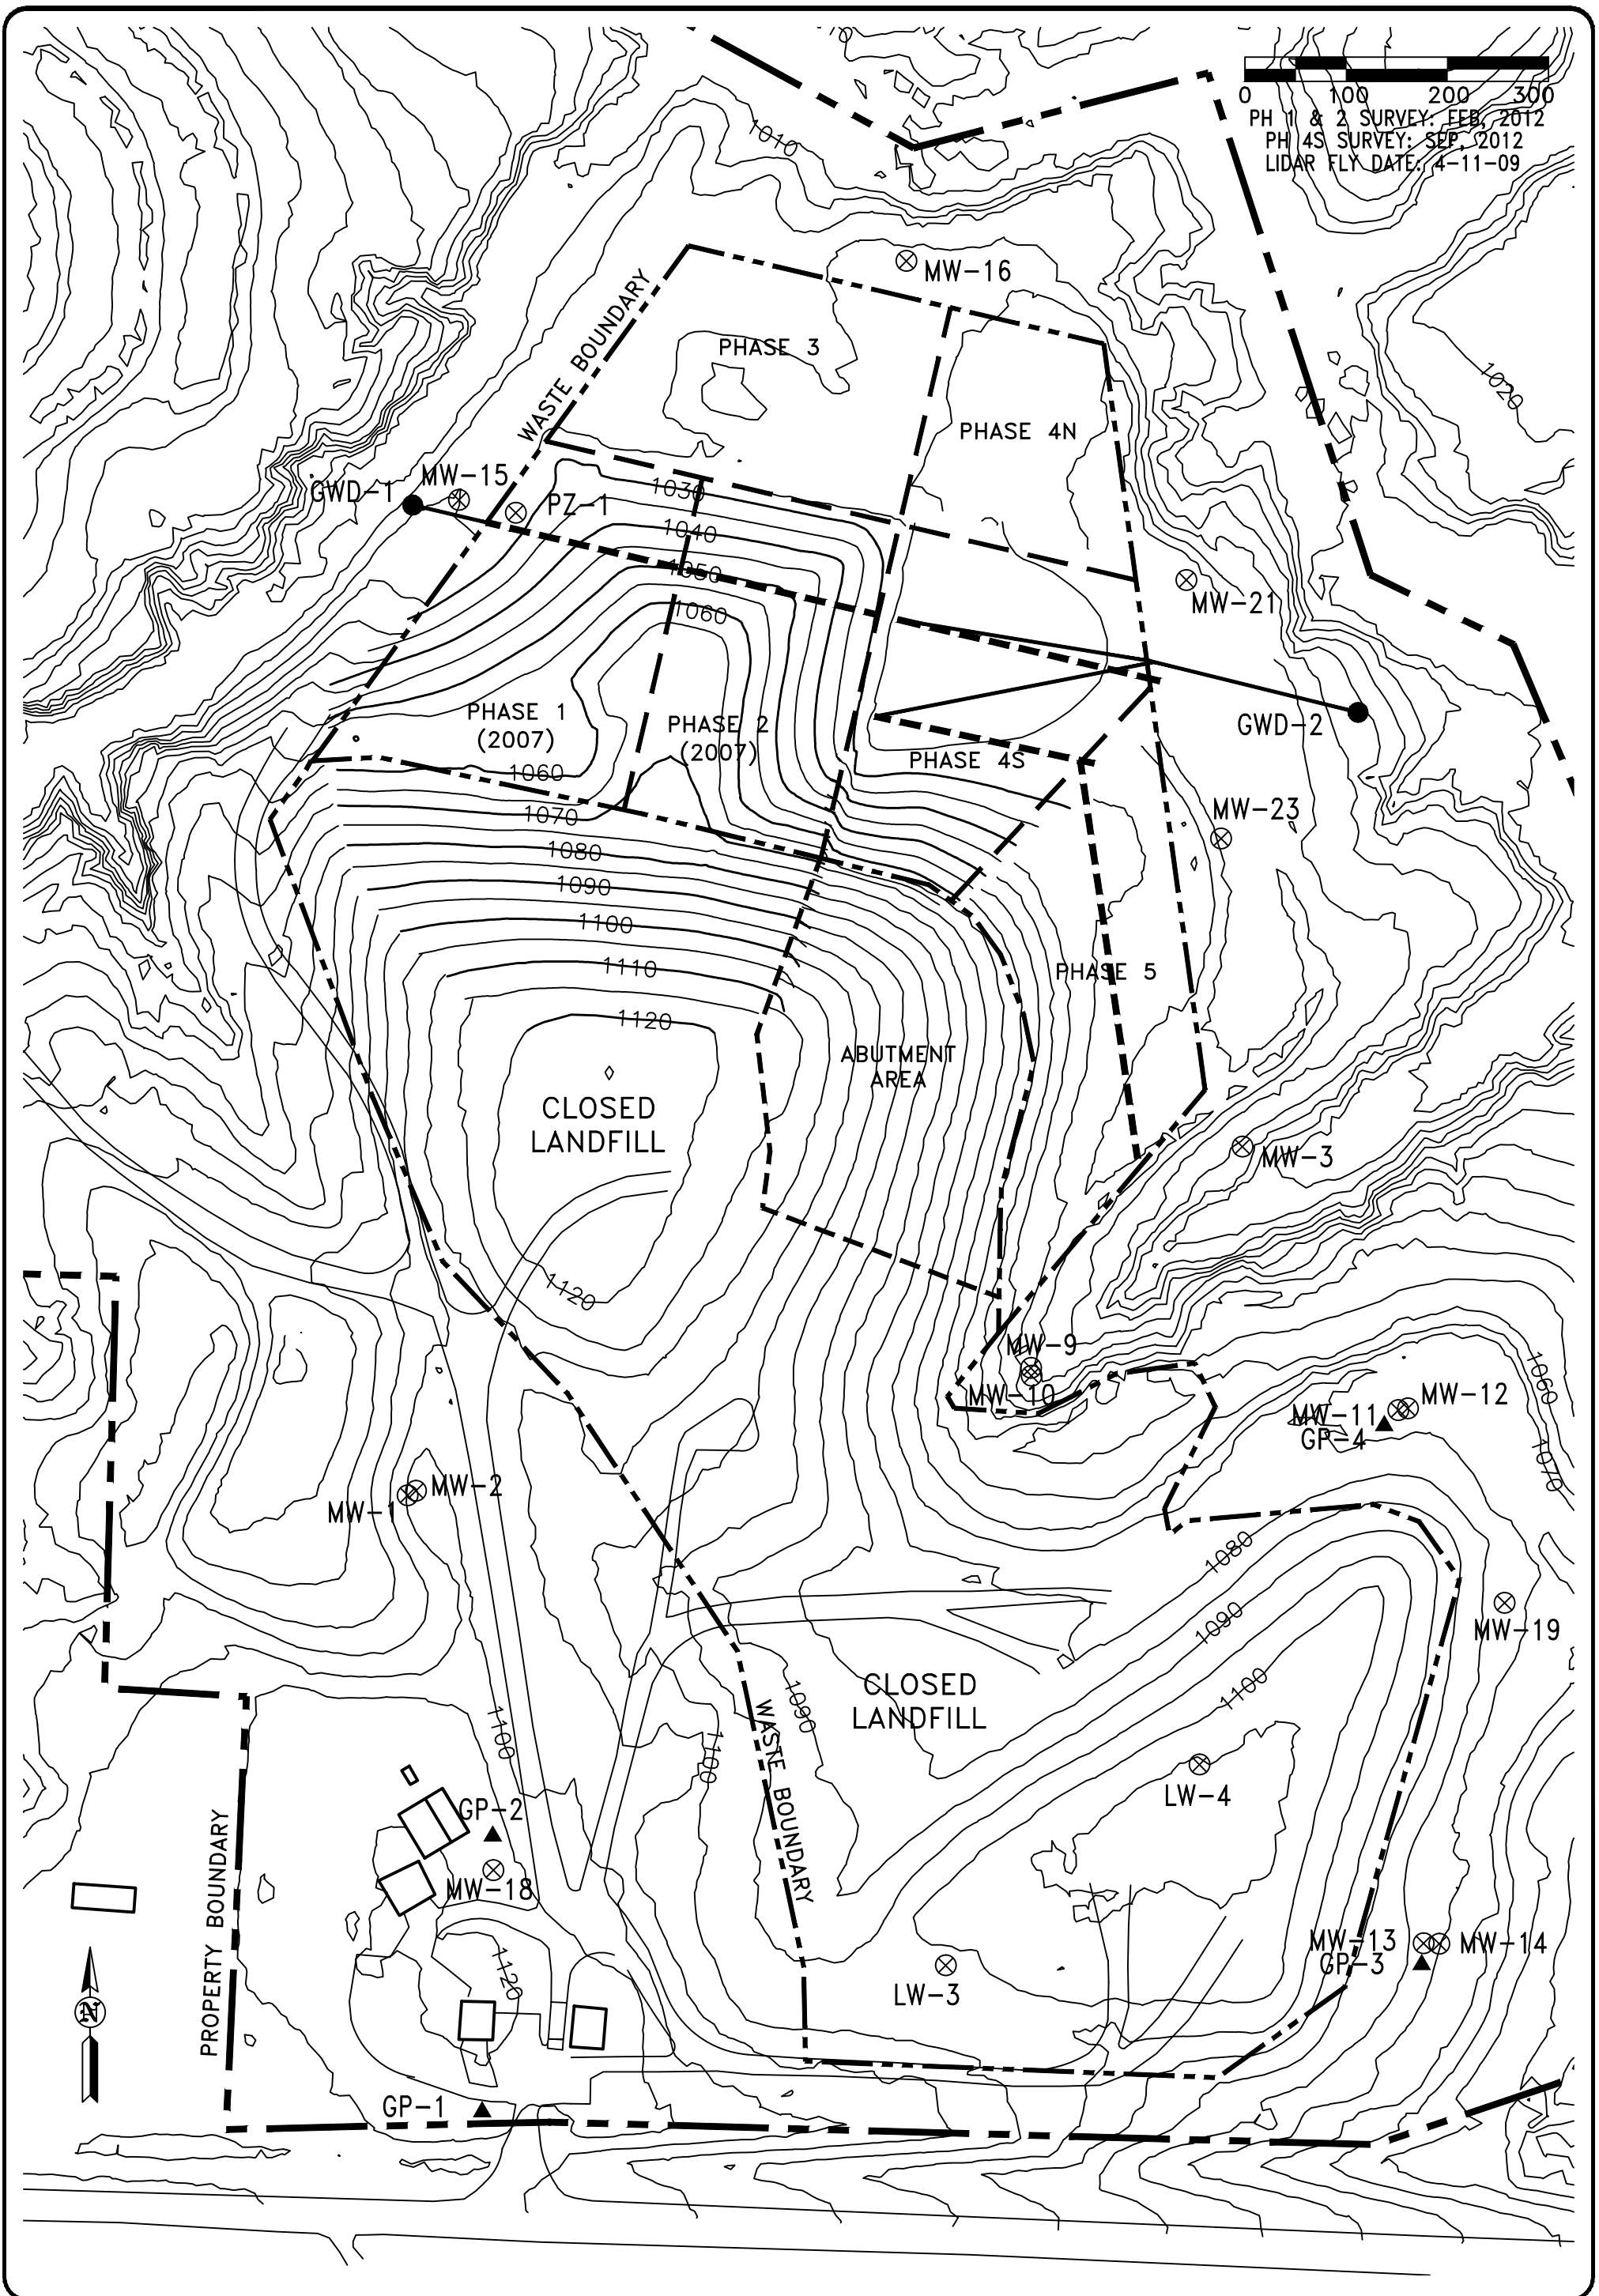 0 100 200 300
PH 1 & 2 SURVEY: FEB, 2012
PH 4S SURVEY: SEP, 2012
LIDAR FLY DATE: 4-11-09
1010
MW-16
WASTE BOUNDARY
PHASE 3
1020
PHASE 4N
MW-15
GWD-1
PZ-1
1030
1040
1050
1060
MW-21
PHASE 1
(2007)
PHASE 2
(2007)
GWD-2
PHASE 4S
1060
1070
MW-23
1080
1090
1100
1110
PHASE 5
1120
ABUTMENT
AREA
CLOSED
LANDFILL
MW-3
1120
MW-9
MW-10
1060
MW-12
MW-11
GP-4
1070
MW-2
MW-1
1080
1090
MW-19
1100
CLOSED
LANDFILL
1090
1100
1100
WASTE BOUNDARY
LW-4
GP-2
MW-18
PROPERTY BOUNDARY
MW-13
MW-14
GP-3
1120
LW-3
N
GP-1